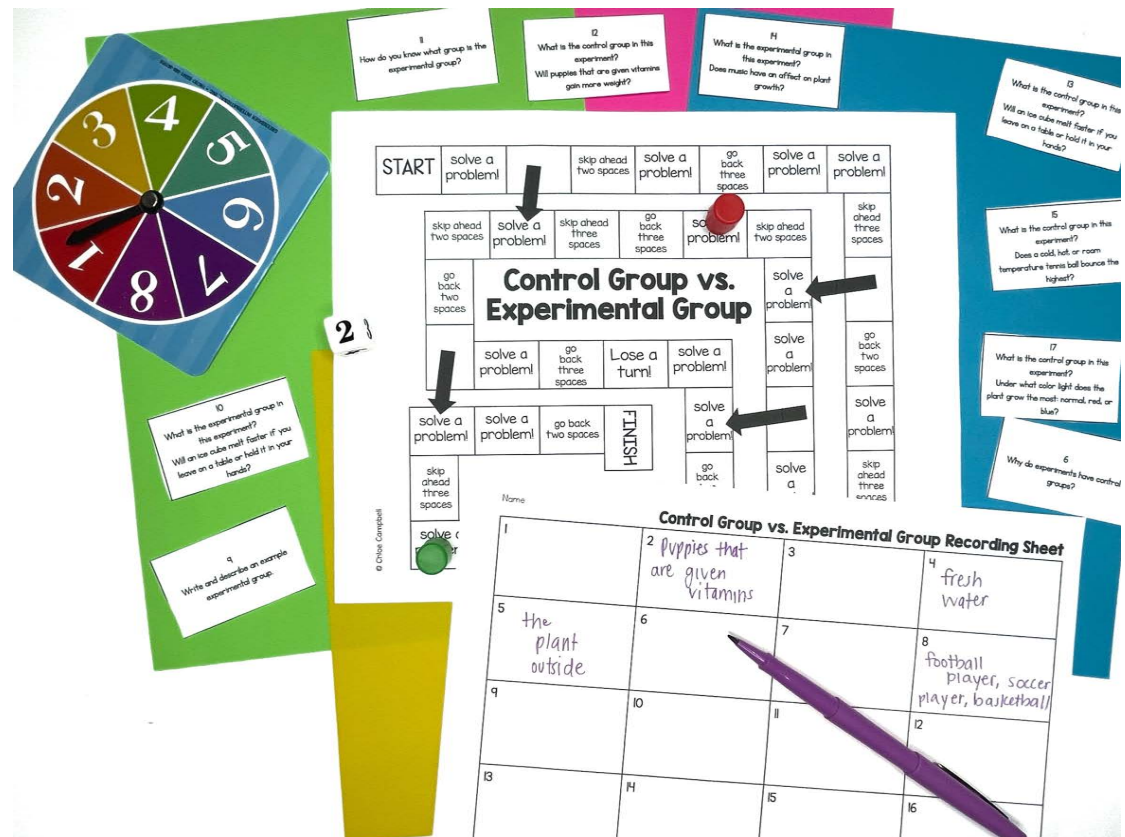 11
How do you know what group is the
experimental group?
12
What is the control group in this
experiment?
Will puppies that are given vitamins
gain more weight?
14
What is the experimental group in
this experiment?
Does music have an affect on plant
growth?
13
What is the control group in this
experiment?
Will an ice cube melt faster if you
leave on a table or hold it in your
hands?
15
What is the control group in this
experiment?
Does a cold, hot, or room
temperature tennis ball bounce the
highest?
17
What is the control group in this
experiment?
Under what color light does the
plant grow the most: normal, red, or
blue?
6
Why do experiments have control
groups?
10
What is the experimental group in
this experiment?
Will an ice cube melt faster if you
leave on a table or hold it in your
hands?
9
Write and describe an example
experimental group.
1
2
3
4
5
6
7
8
2
START
solve a
problem!
skip ahead
two spaces
solve a
problem!
go
back
three
spaces
solve a
problem!
solve a
problem!
skip
ahead
three
spaces
go
back
two
spaces
solve
a
problem!
skip
ahead
three
spaces
skip ahead
two spaces
solve a
problem!
skip ahead
three
spaces
go
back
three
spaces
problem!
skip ahead
two spaces
go
back
two
spaces
Control Group vs.
Experimental Group
solve
a
problem!
solve
a
problem!
solve
a
solve a
problem!
go
back
three
spaces
Lose a
turn!
solve a
problem!
solve
a
problem!
go
solve a
problem!
solve a
problem!
go back
two spaces
FINISH
skip
ahead
three
spaces
solve
© Chloe Campbell
Name
Control Group vs. Experimental Group Recording Sheet
1
2 Puppies that
are given
vitamins
3
4
fresh
water
5
the
plant
outside
6
7
8
football
player, soccer
player, basketball
9
10
11
12
13
14
15
16